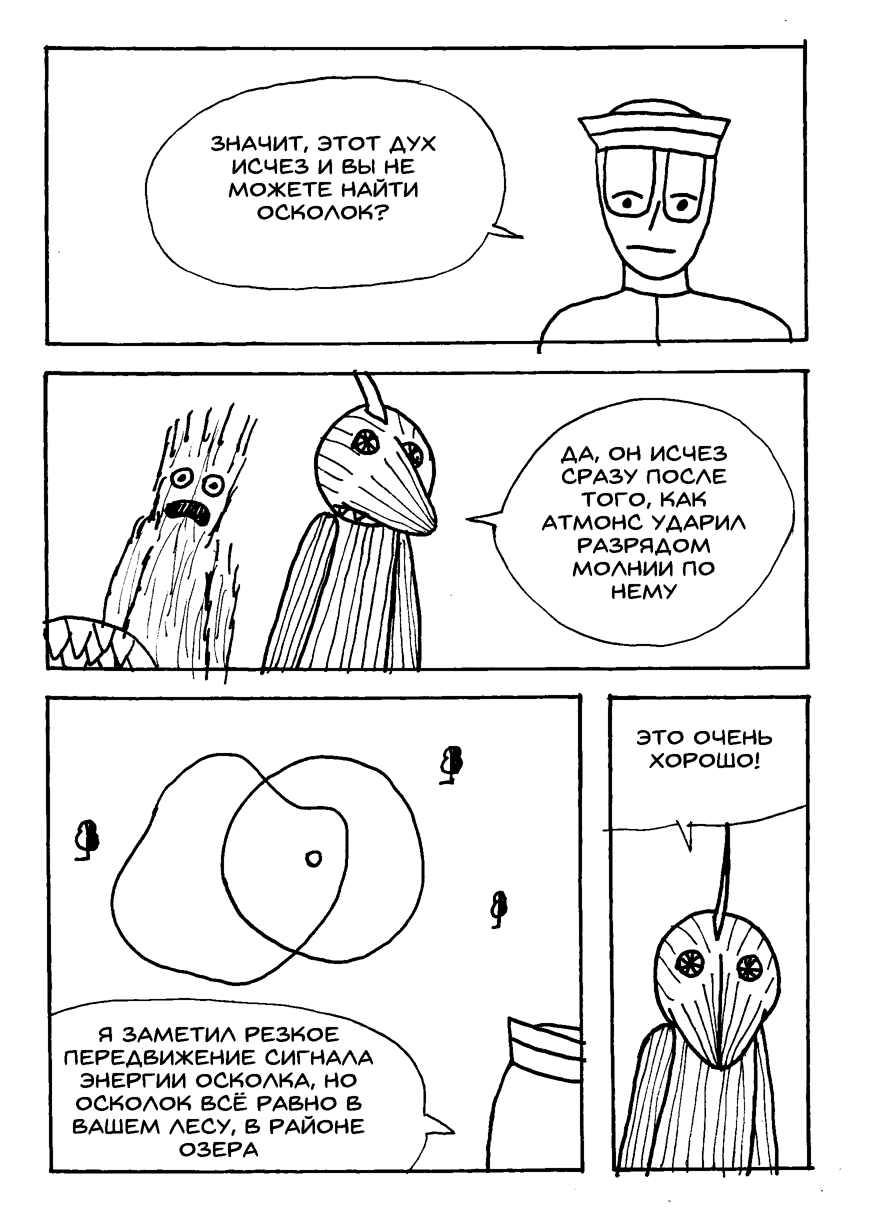 ЗНАЧИТ, ЭТОТ ДУХ
ИСЧЕЗ И ВЫ НЕ
МОЖЕТЕ НАЙТИ
ОСКОЛОК?
ДА, ОН ИСЧЕЗ
СРАЗУ ПОСЛЕ
ТОГО, КАК
АТМОНС УДАРИЛ
РАЗРЯДОМ
МОЛНИИ ПО
НЕМУ
Я ЗАМЕТИЛ РЕЗКОЕ
ПЕРЕДВИЖЕНИЕ СИГНАЛА
ЭНЕРГИИ ОСКОЛКА, НО
ОСКОЛОК ВСЁ РАВНО В
ВАШЕМ ЛЕСУ, В РАЙОНЕ
ОЗЕРА
ЭТО ОЧЕНЬ
ХОРОШО!